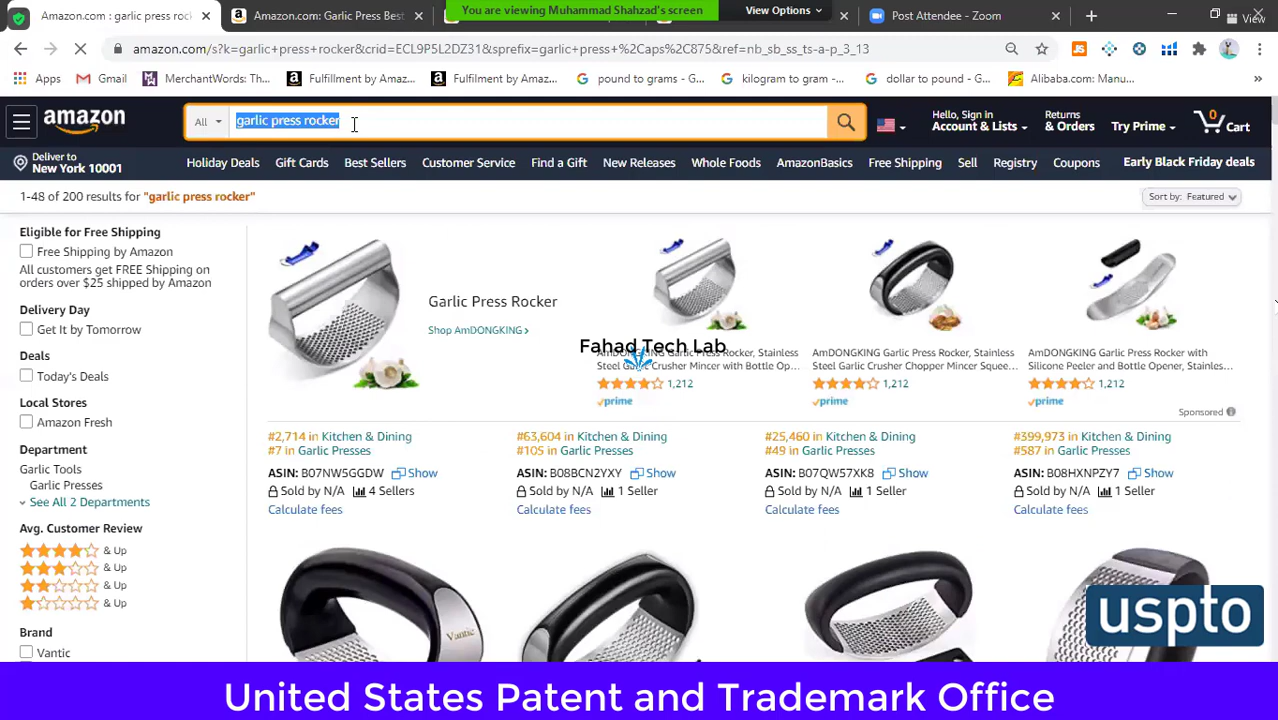 Amazon.com : garlic press rock
Amazon.com: Garlic Press Best
You are viewing Muhammad Shahzad's screen
View Options
Post Attendee - Zoom
View
amazon.com/s?k=garlic+press+rocker&crid=ECL9P5L2DZ31&sprefix=garlic+press+%2Caps%2C875&ref=nb_sb_ss_ts-a-p_3_13
Apps
Gmail
MerchantWords: Th...
Fulfillment by Amaz...
Fulfilment by Amaz...
pound to grams - G...
kilogram to gram -...
dollar to pound - G...
Alibaba.com: Manu...
amazon
All
garlic press rocker
Hello, Sign in
Account & Lists
Returns
& Orders
Try Prime
0
Cart
Deliver to
New York 10001
Holiday Deals
Gift Cards
Best Sellers
Customer Service
Find a Gift
New Releases
Whole Foods
AmazonBasics
Free Shipping
Sell
Registry
Coupons
Early Black Friday deals
1-48 of 200 results for "garlic press rocker"
Sort by: Featured
Eligible for Free Shipping
Free Shipping by Amazon
All customers get FREE Shipping on
orders over $25 shipped by Amazon
Delivery Day
Get It by Tomorrow
Deals
Today's Deals
Local Stores
Amazon Fresh
Department
Garlic Tools
Garlic Presses
See All 2 Departments
Avg. Customer Review
& Up
& Up
& Up
& Up
Brand
Vantic
Garlic Press Rocker
Shop AmDONGKING ›
Fahad Tech Lab
AmDONGKING Garlic Press Rocker, Stainless
Steel Garlic Crusher Mincer with Bottle Op...
1,212
prime
AmDONGKING Garlic Press Rocker, Stainless
Steel Garlic Crusher Chopper Mincer Squee...
1,212
prime
AmDONGKING Garlic Press Rocker with
Silicone Peeler and Bottle Opener, Stainles...
1,212
prime
Sponsored
#2,714 in Kitchen & Dining
#7 in Garlic Presses
ASIN: B07NW5GGDW Show
Sold by N/A 4 Sellers
Calculate fees
#63,604 in Kitchen & Dining
#105 in Garlic Presses
ASIN: B08BCN2YXY Show
Sold by N/A 1 Seller
Calculate fees
#25,460 in Kitchen & Dining
#49 in Garlic Presses
ASIN: B07QW57XK8 Show
Sold by N/A 1 Seller
Calculate fees
#399,973 in Kitchen & Dining
#587 in Garlic Presses
ASIN: B08HXNPZY7 Show
Sold by N/A 1 Seller
Calculate fees
Vantic
uspto
United States Patent and Trademark Office